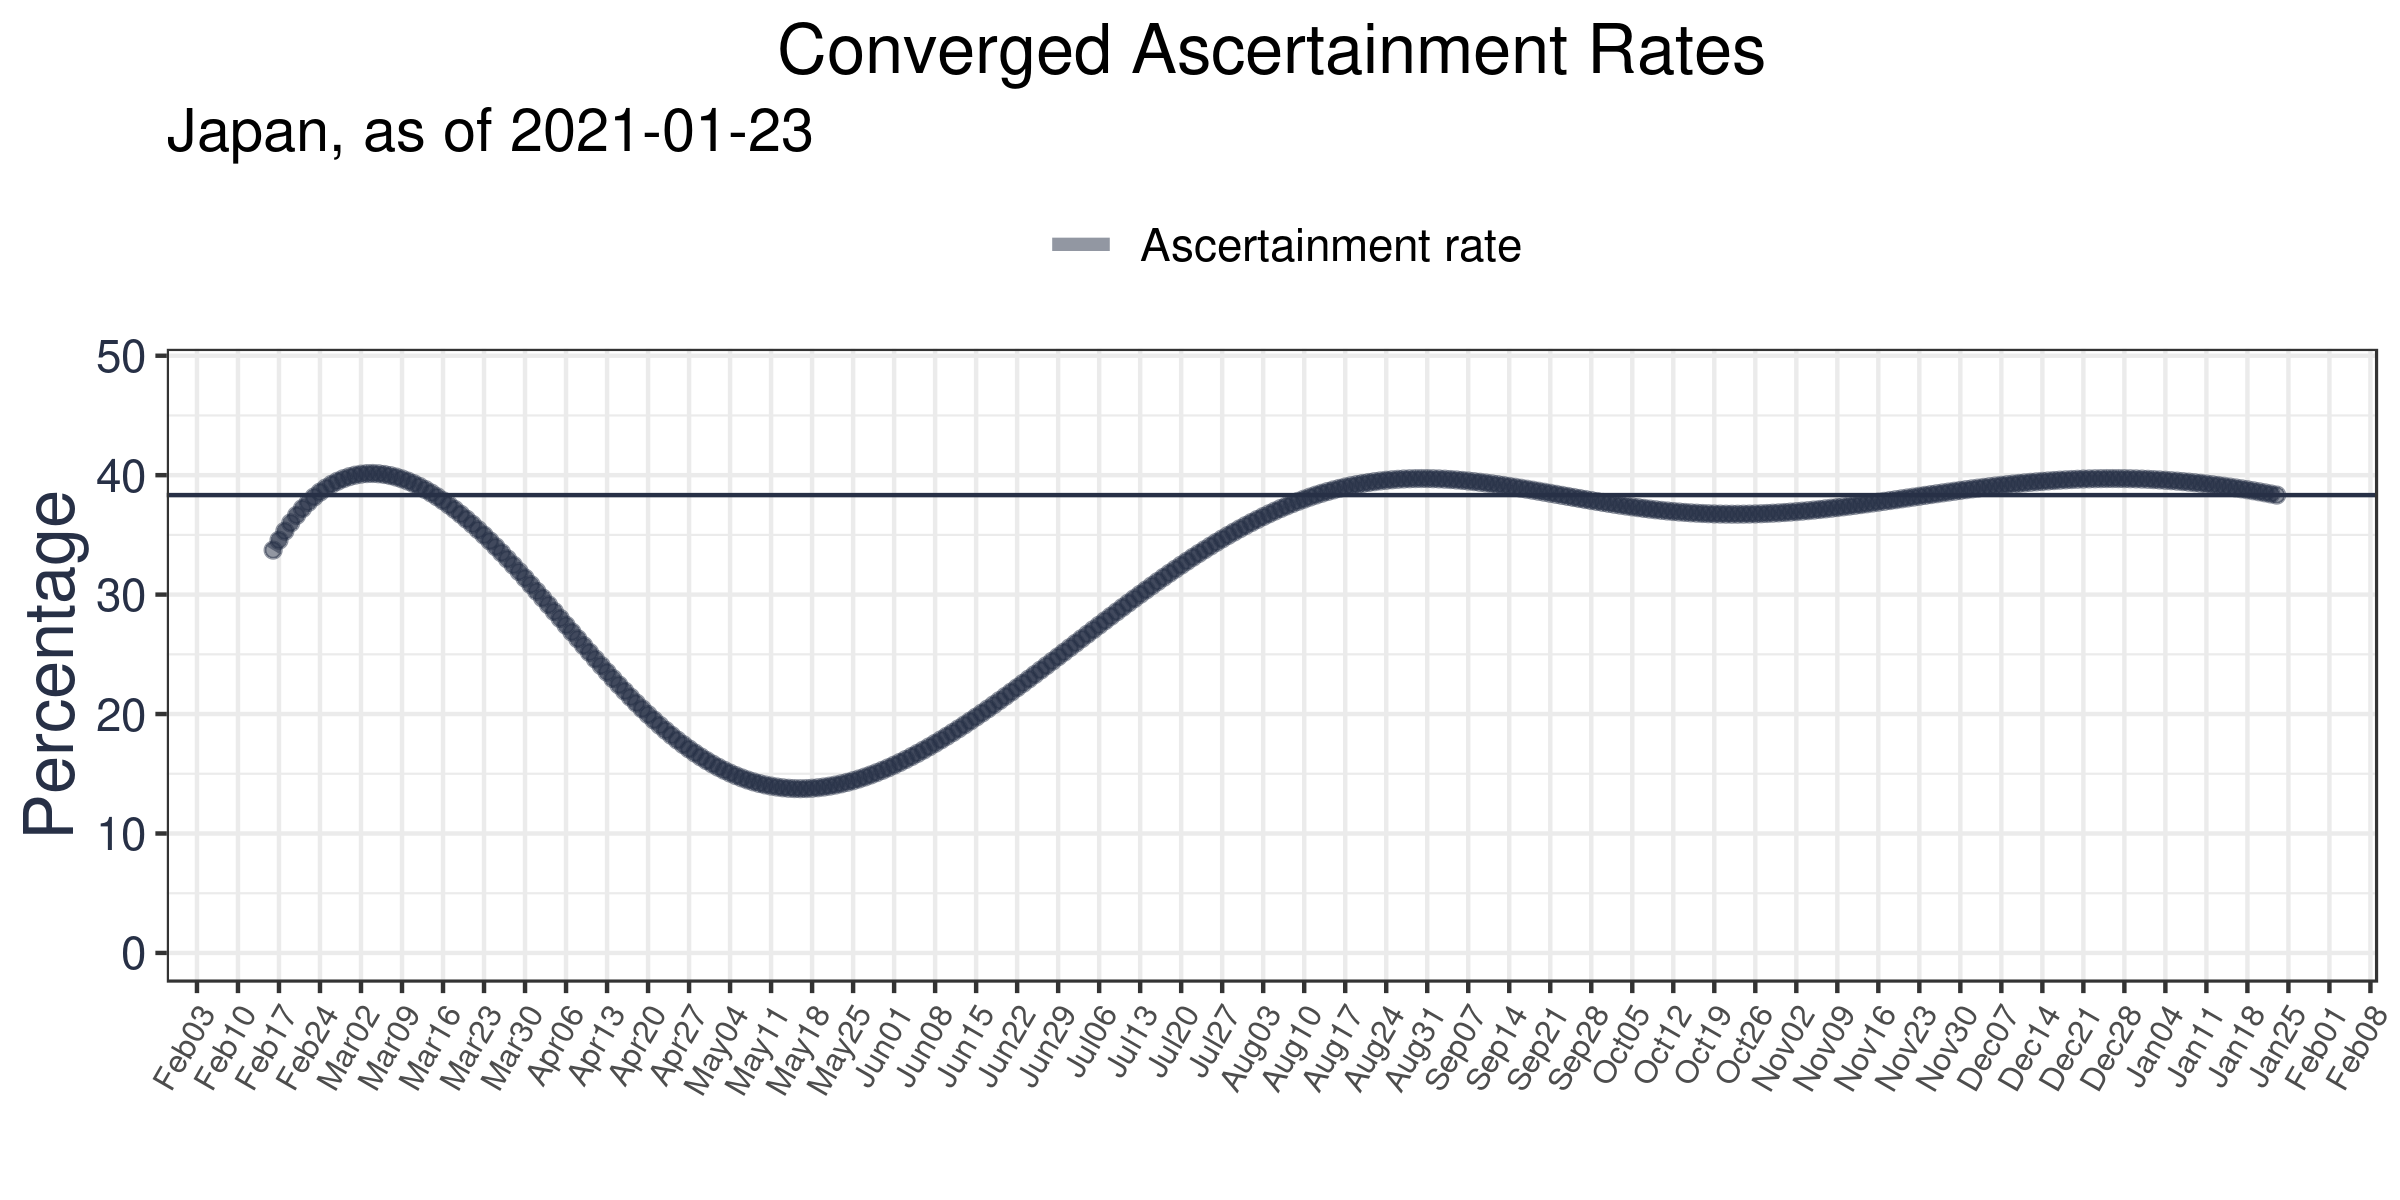 Converged Ascertainment Rates
Japan, as of 2021-01-23
Ascertainment rate
Percentage
50
40
30
20
10
0
Feb03
Feb10
Feb17
Feb24
Mar02
Mar09
Mar16
Mar23
Mar30
Apr06
Apr13
Apr20
Apr27
May04
May11
May18
May25
Jun01
Jun08
Jun15
Jun22
Jun29
Jul06
Jul13
Jul20
Jul27
Aug03
Aug10
Aug17
Aug24
Aug31
Sep07
Sep14
Sep21
Sep28
Oct05
Oct12
Oct19
Oct26
Nov02
Nov09
Nov16
Nov23
Nov30
Dec07
Dec14
Dec21
Dec28
Jan04
Jan11
Jan18
Jan25
Feb01
Feb08